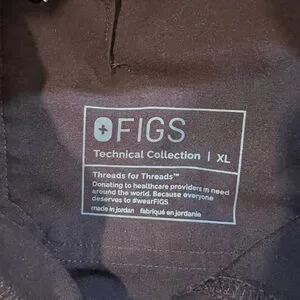 FIGS
Technical Collection | XL
Threads for Threads™
Donating to healthcare providers in need
around the world. Because everyone
deserves to #wearFIGS
made in jordan fabriqué en jordanie